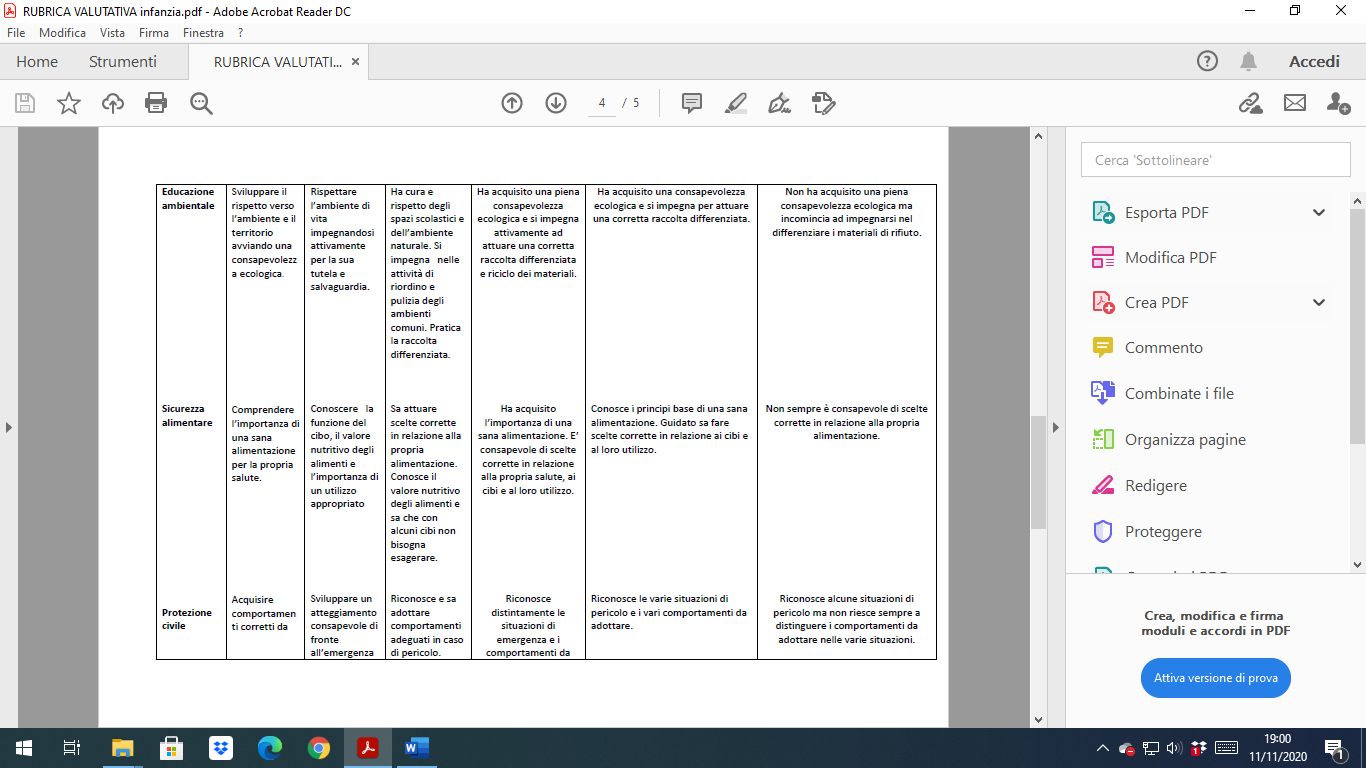 RUBRICA VALUTATIVA infanzia.pdf - Adobe Acrobat Reader DC
File Modifica Vista Firma Finestra ?
Home Strumenti RUBRICA VALUTATI... × Accedi
4 / 5
Educazione
ambientale
Sviluppare il
rispetto verso
l'ambiente e il
territorio
avviando una
consapevolezz
a ecologica.
Rispettare
l'ambiente di
vita
impegnandosi
attivamente
per la sua
tutela e
salvaguardia.
Ha cura e
rispetto degli
spazi scolastici e
dell'ambiente
naturale. Si
impegna nelle
attività di
riordino e
pulizia degli
ambienti
comuni. Pratica
la raccolta
differenziata.
Ha acquisito una piena
consapevolezza
ecologica e si impegna
attivamente ad
attuare una corretta
raccolta differenziata
e riciclo dei materiali.
Ha acquisito una consapevolezza
ecologica e si impegna per attuare
una corretta raccolta differenziata.
Non ha acquisito una piena
consapevolezza ecologica ma
incomincia ad impegnarsi nel
differenziare i materiali di rifiuto.
Sicurezza
alimentare
Comprendere
l'importanza di
una sana
alimentazione
per la propria
salute.
Conoscere la
funzione del
cibo, il valore
nutritivo degli
alimenti e
l'importanza di
un utilizzo
appropriato
Sa attuare
scelte corrette
in relazione alla
propria
alimentazione.
Conosce il
valore nutritivo
degli alimenti e
sa che con
alcuni cibi non
bisogna
esagerare.
Ha acquisito
l'importanza di una
sana alimentazione. E'
consapevole di scelte
corrette in relazione
alla propria salute, ai
cibi e al loro utilizzo.
Conosce i principi base di una sana
alimentazione. Guidato sa fare
scelte corrette in relazione ai cibi e
al loro utilizzo.
Non sempre è consapevole di scelte
corrette in relazione alla propria
alimentazione.
Protezione
civile
Acquisire
comportamen
ti corretti da
Sviluppare un
atteggiamento
consapevole di
fronte
all'emergenza
Riconosce e sa
adottare
comportamenti
adeguati in caso
di pericolo.
Riconosce
distintamente le
situazioni di
emergenza e i
comportamenti da
Riconosce le varie situazioni di
pericolo e i vari comportamenti da
adottare.
Riconosce alcune situazioni di
pericolo ma non riesce sempre a
distinguere i comportamenti da
adottare nelle varie situazioni.
Cerca 'Sottolineare'
Esporta PDF
Modifica PDF
Crea PDF
Commento
Combinate i file
Organizza pagine
Redigere
Proteggere
Crea, modifica e firma
moduli e accordi in PDF
Attiva versione di prova
19:00
11/11/2020
1
1